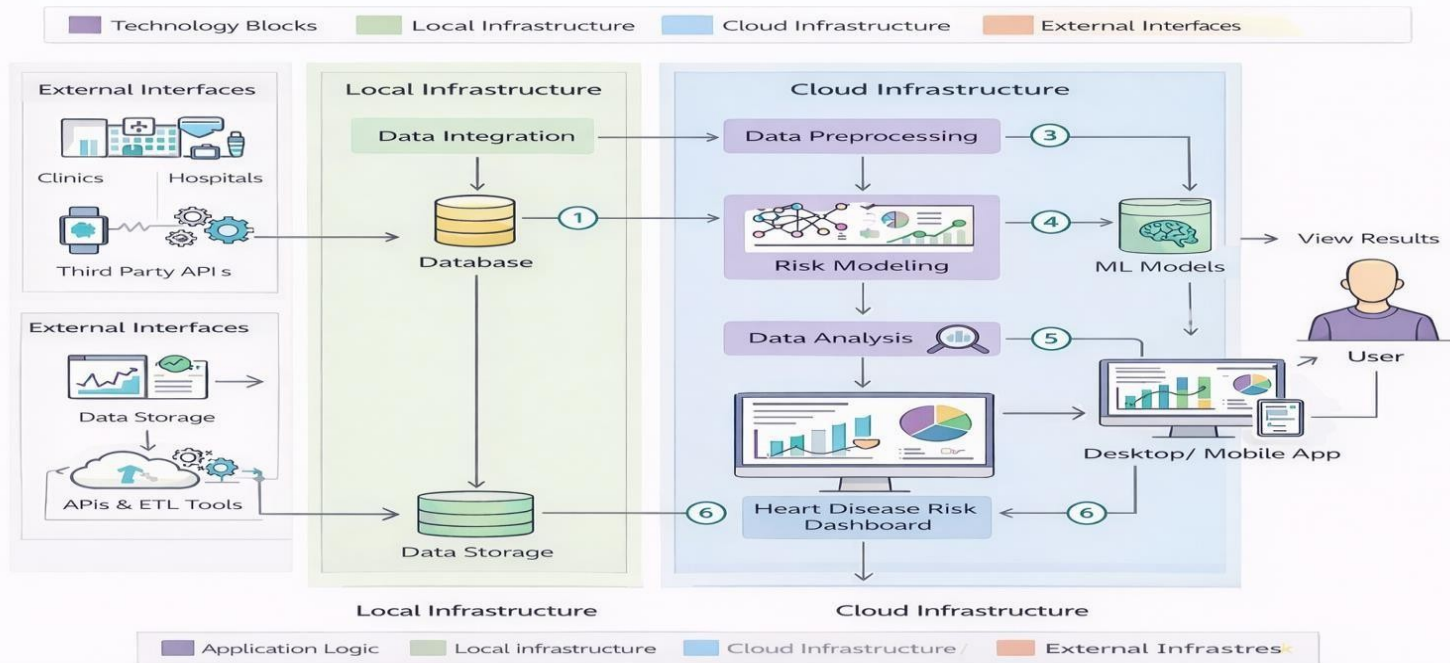 Technology Blocks
Local Infrastructure
Cloud Infrastructure
External Interfaces
External Interfaces
Clinics
Hospitals
Third Party API s
External Interfaces
Data Storage
APis & ETL Tools
Local Infrastructure
Data Integration
1
Database
Data Storage
Local Infrastructure
Cloud Infrastructure
Data Preprocessing
3
Risk Modeling
4
ML Models
Data Analysis
5
Desktop/ Mobile App
6
Heart Disease Risk
Dashboard
6
Cloud Infrastructure
View Results
User
Application Logic
Local infrastructure
Cloud Infrastructure /
External Infrastresk